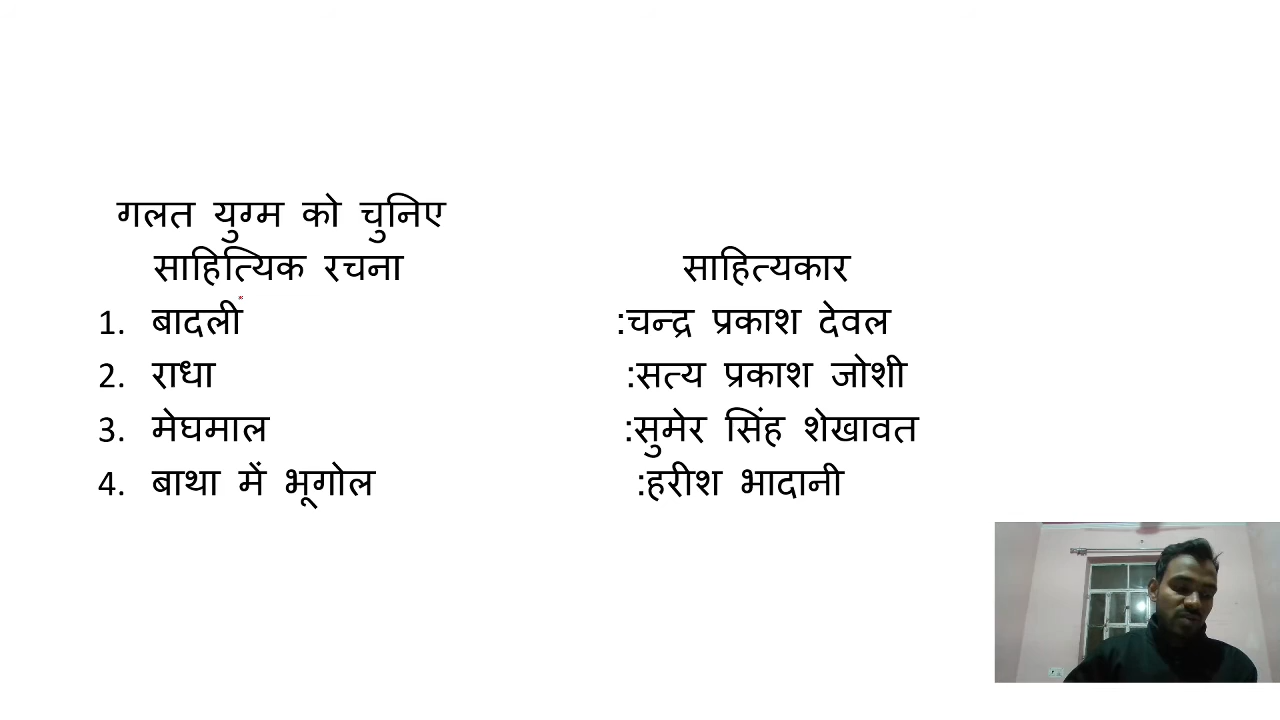 गलत युग्म को चुनिए
साहित्यिक रचना साहित्यकार
1. बादली :चन्द्र प्रकाश देवल
2. राधा :सत्य प्रकाश जोशी
3. मेघमाल :सुमेर सिंह शेखावत
4. बाथा में भूगोल :हरीश भादानी